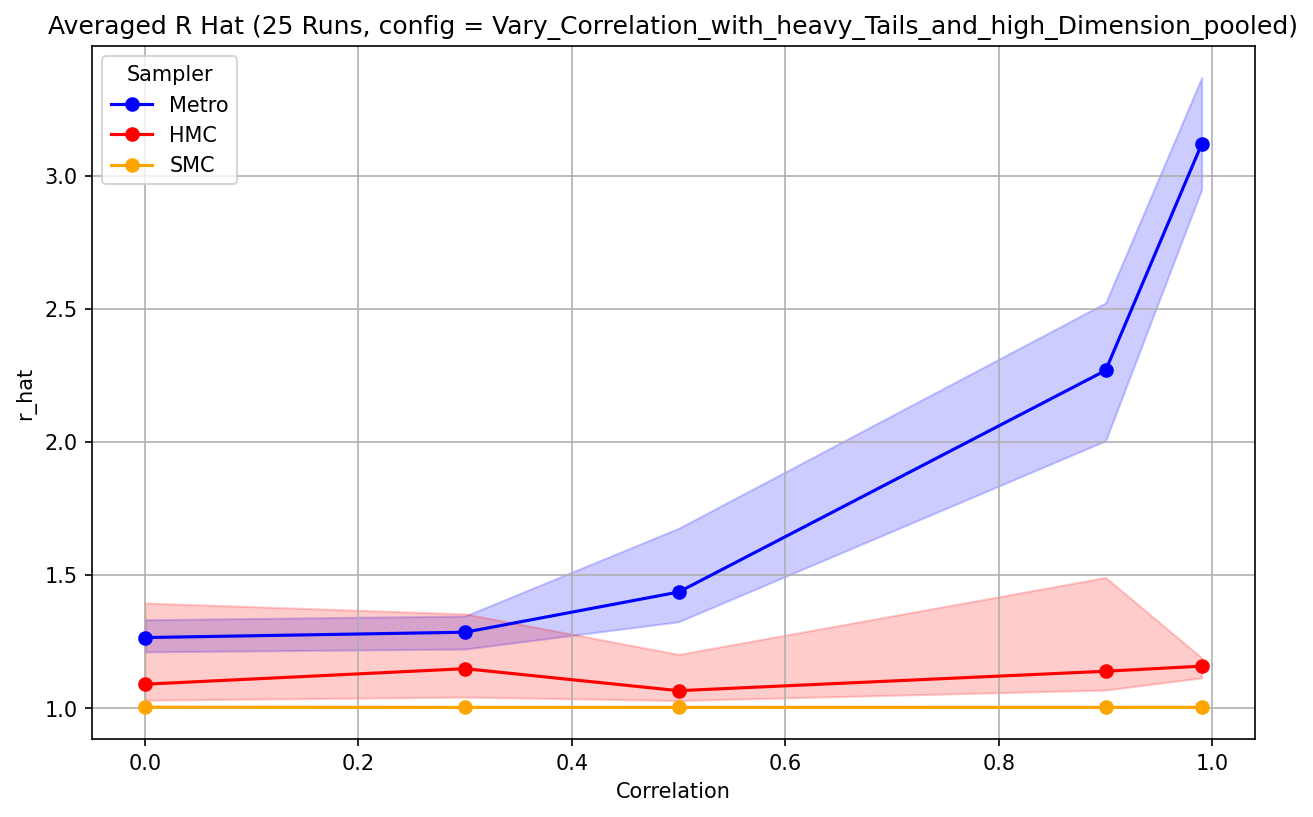 Averaged R Hat (25 Runs, config = Vary_Correlation_with_heavy_Tails_and_high_Dimension_pooled)
Sampler
Metro
HMC
SMC
3.0
2.5
2.0
1.5
1.0
r_hat
0.0 0.2 0.4 0.6 0.8 1.0
Correlation